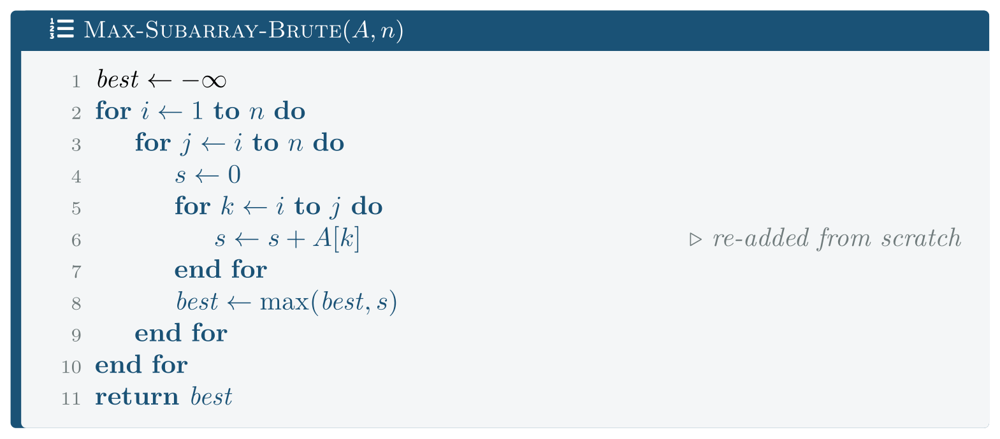 Max-Subarray-Brute(A, n)
1 best ← −∞
2 for i ← 1 to n do
3 for j ← i to n do
4 s ← 0
5 for k ← i to j do
6 s ← s + A[k] ▷ re-added from scratch
7 end for
8 best ← max(best, s)
9 end for
10 end for
11 return best